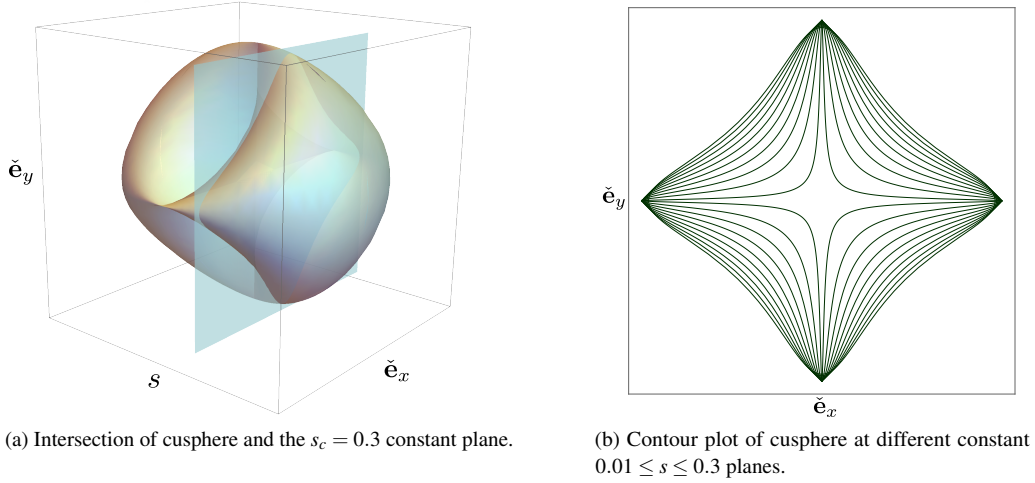 ě_y
s
ě_x
(a) Intersection of cusphere and the s_c = 0.3 constant plane.
ě_y
ě_x
(b) Contour plot of cusphere at different constant
0.01 ≤ s ≤ 0.3 planes.